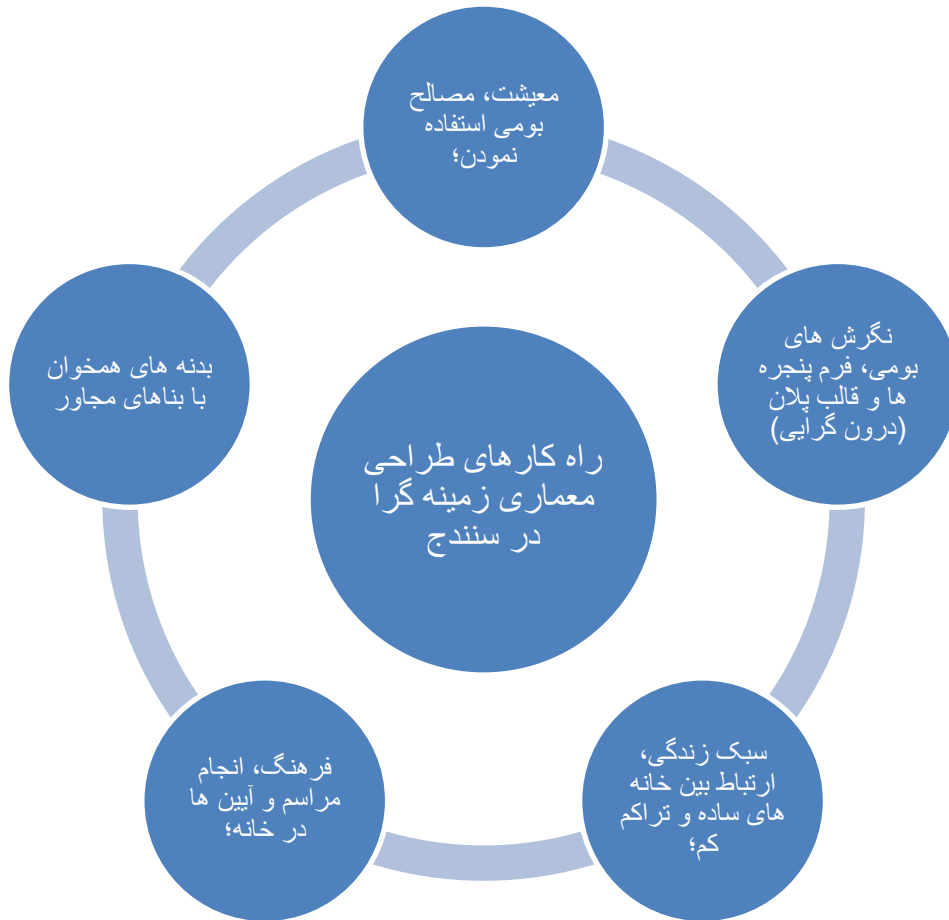 معیشت، مصالح
بومی استفاده
نمودن؛
نگرش های
بومی، فرم پنجره
ها و قالب پلان
(درون گرایی)
سبک زندگی،
ارتباط بین خانه
های ساده و تراکم
کم؛
فرهنگ، انجام
مراسم و آیین ها
در خانه؛
بدنه های همخوان
با بناهای مجاور
راه کارهای طراحی
معماری زمینه گرا
در سنندج